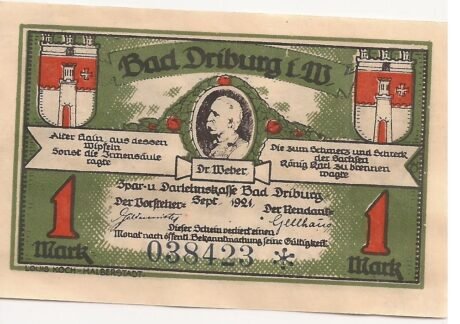 Bad Driburg i. W.
Alter Hain, aus dessen
Wipfeln
Sonst die Irmensäule
ragte
Die zum Schmerz und Schreck
der Sachsen
König Karl zu brennen
wagte
Dr. Weber.
Spar- u. Darlehnskasse Bad Driburg
Sept. 1921.
Der Vorsteher:
Der Rendant:
Gellhaus
Dieser Schein verliert einen
Monat nach öffentl. Bekanntmachung seine Gültigkeit.
1
Mark
038423 *
1
Mark
LOUIS KOCH-HALBERSTADT.